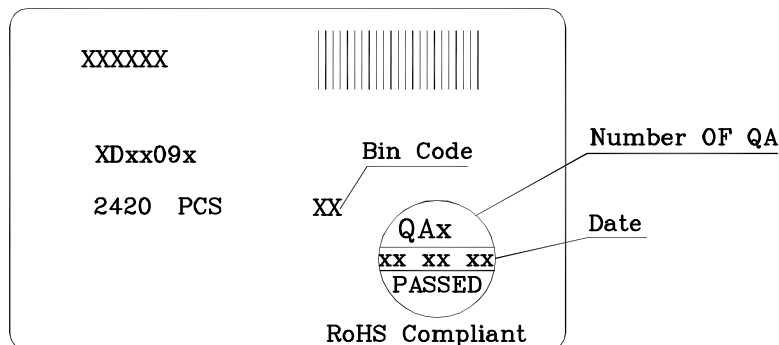 XXXXXX
Number OF QA
XDxx09x
Bin Code
2420 PCS
XX
QAx
Date
xx xx xx
PASSED
RoHS Compliant